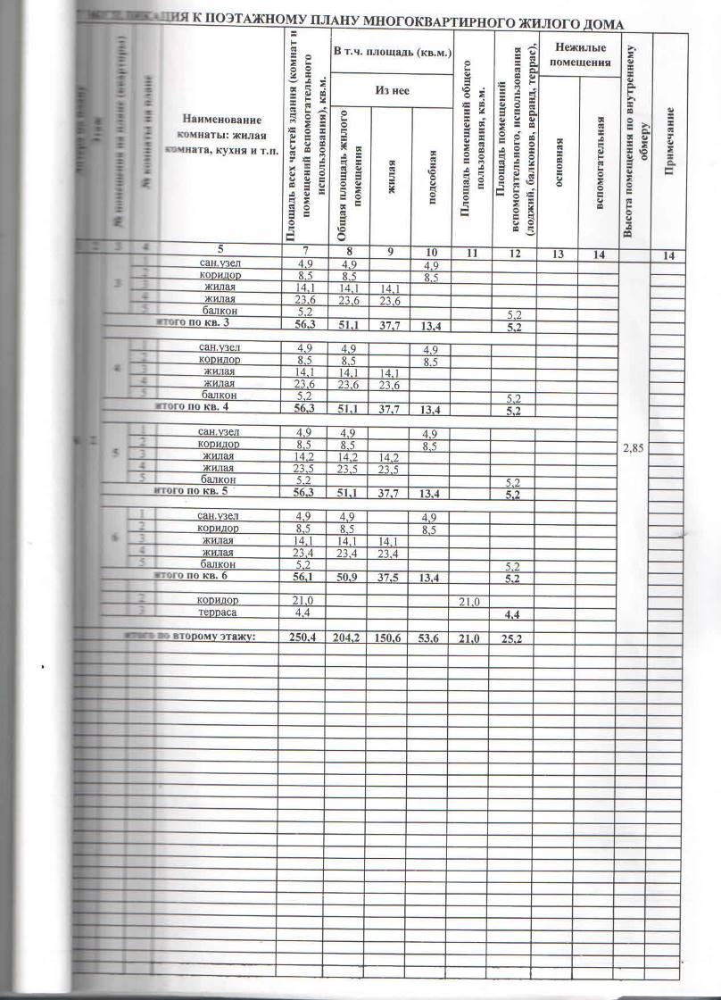 ЭКСПЛИКАЦИЯ К ПОЭТАЖНОМУ ПЛАНУ МНОГОКВАРТИРНОГО ЖИЛОГО ДОМА
Этаж
№ помещения на плане (квартиры)
№ комнаты на плане
Наименование комнаты: жилая комната, кухня и т.п.
Площадь всех частей здания (комнат и помещений вспомогательного использования), кв.м.
В т.ч. площадь (кв.м.)
Из нее
Общая площадь жилого помещения
жилая
подсобная
Площадь помещений общего пользования, кв.м.
Площадь помещений вспомогательного, использования (лоджий, балконов, веранд, террас),
Нежилые помещения
основная
вспомогательная
Высота помещения по внутреннему обмеру
Примечание
2 3 4 5 7 8 9 10 11 12 13 14 14
3
сан.узел 4,9 4,9 4,9
2 коридор 8,5 8,5 8,5
3 жилая 14,1 14,1 14,1
4 жилая 23,6 23,6 23,6
5 балкон 5,2 5,2
итого по кв. 3 56,3 51,1 37,7 13,4 5,2
4
1 сан.узел 4,9 4,9 4,9
2 коридор 8,5 8,5 8,5
3 жилая 14,1 14,1 14,1
4 жилая 23,6 23,6 23,6
5 балкон 5,2 5,2
итого по кв. 4 56,3 51,1 37,7 13,4 5,2
2
5
1 сан.узел 4,9 4,9 4,9
2 коридор 8,5 8,5 8,5
2,85
3 жилая 14,2 14,2 14,2
4 жилая 23,5 23,5 23,5
5 балкон 5,2 5,2
итого по кв. 5 56,3 51,1 37,7 13,4 5,2
6
1 сан.узел 4,9 4,9 4,9
2 коридор 8,5 8,5 8,5
3 жилая 14,1 14,1 14,1
4 жилая 23,4 23,4 23,4
5 балкон 5,2 5,2
итого по кв. 6 56,1 50,9 37,5 13,4 5,2
2 коридор 21,0 21,0
3 терраса 4,4 4,4
итого по второму этажу: 250,4 204,2 150,6 53,6 21,0 25,2